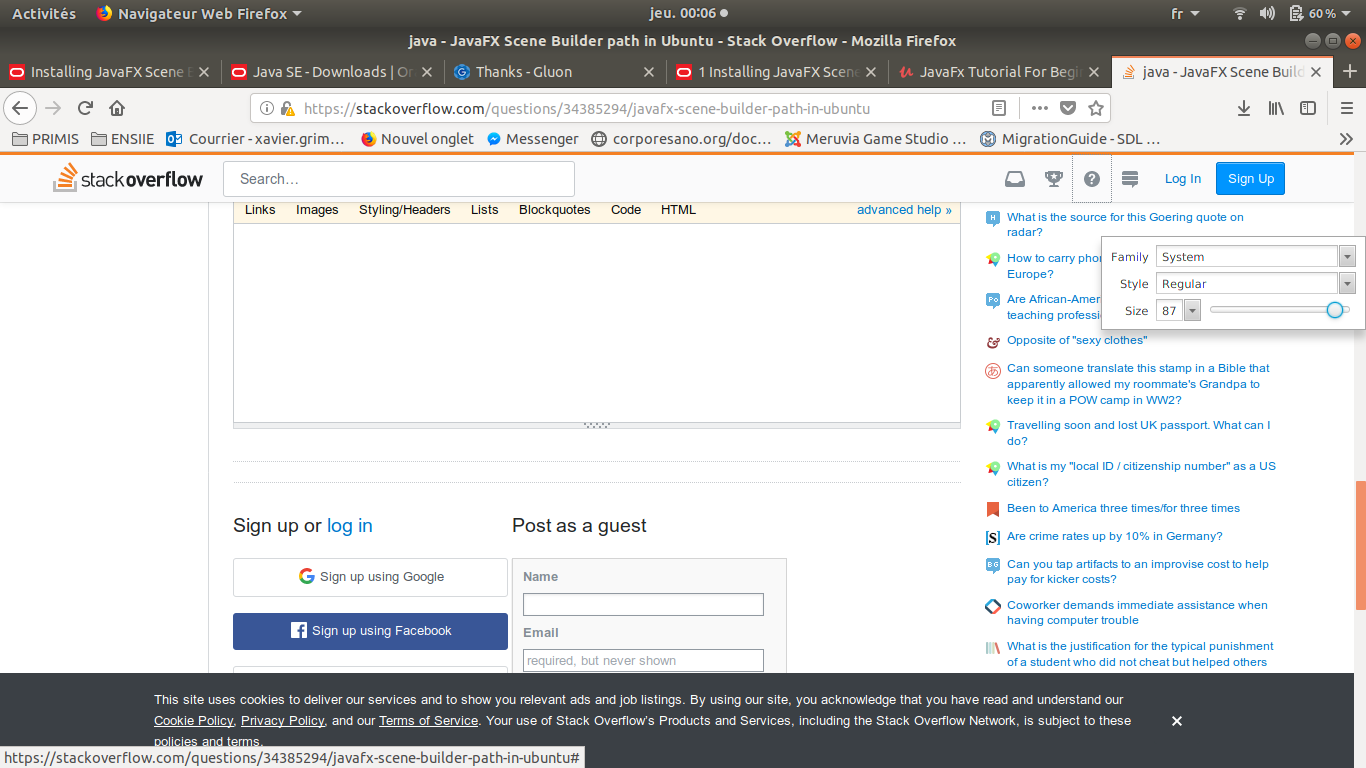 Activités Navigateur Web Firefox jeu. 00:06 fr 60 %
java - JavaFX Scene Builder path in Ubuntu - Stack Overflow - Mozilla Firefox
Installing JavaFX Scene B Java SE - Downloads | Or Thanks - Gluon 1 Installing JavaFX Scene JavaFx Tutorial For Begi java - JavaFX Scene Build
https://stackoverflow.com/questions/34385294/javafx-scene-builder-path-in-ubuntu
PRIMIS ENSIIE Courrier - xavier.grim… Nouvel onglet Messenger corporesano.org/doc… Meruvia Game Studio … MigrationGuide - SDL …
stackoverflow Search… Log In Sign Up
Links Images Styling/Headers Lists Blockquotes Code HTML advanced help »
What is the source for this Goering quote on
radar?
How to carry phon
Europe?
Are African-Amer
teaching professi
Opposite of "sexy clothes"
Can someone translate this stamp in a Bible that
apparently allowed my roommate's Grandpa to
keep it in a POW camp in WW2?
Travelling soon and lost UK passport. What can I
do?
What is my "local ID / citizenship number" as a US
citizen?
Been to America three times/for three times
Are crime rates up by 10% in Germany?
Can you tap artifacts to an improvise cost to help
pay for kicker costs?
Coworker demands immediate assistance when
having computer trouble
What is the justification for the typical punishment
of a student who did not cheat but helped others
Family System
Style Regular
Size 87
Sign up or log in
Sign up using Google
Sign up using Facebook
Post as a guest
Name
Email
required, but never shown
This site uses cookies to deliver our services and to show you relevant ads and job listings. By using our site, you acknowledge that you have read and understand our
Cookie Policy, Privacy Policy, and our Terms of Service. Your use of Stack Overflow's Products and Services, including the Stack Overflow Network, is subject to these
policies and terms.
https://stackoverflow.com/questions/34385294/javafx-scene-builder-path-in-ubuntu#